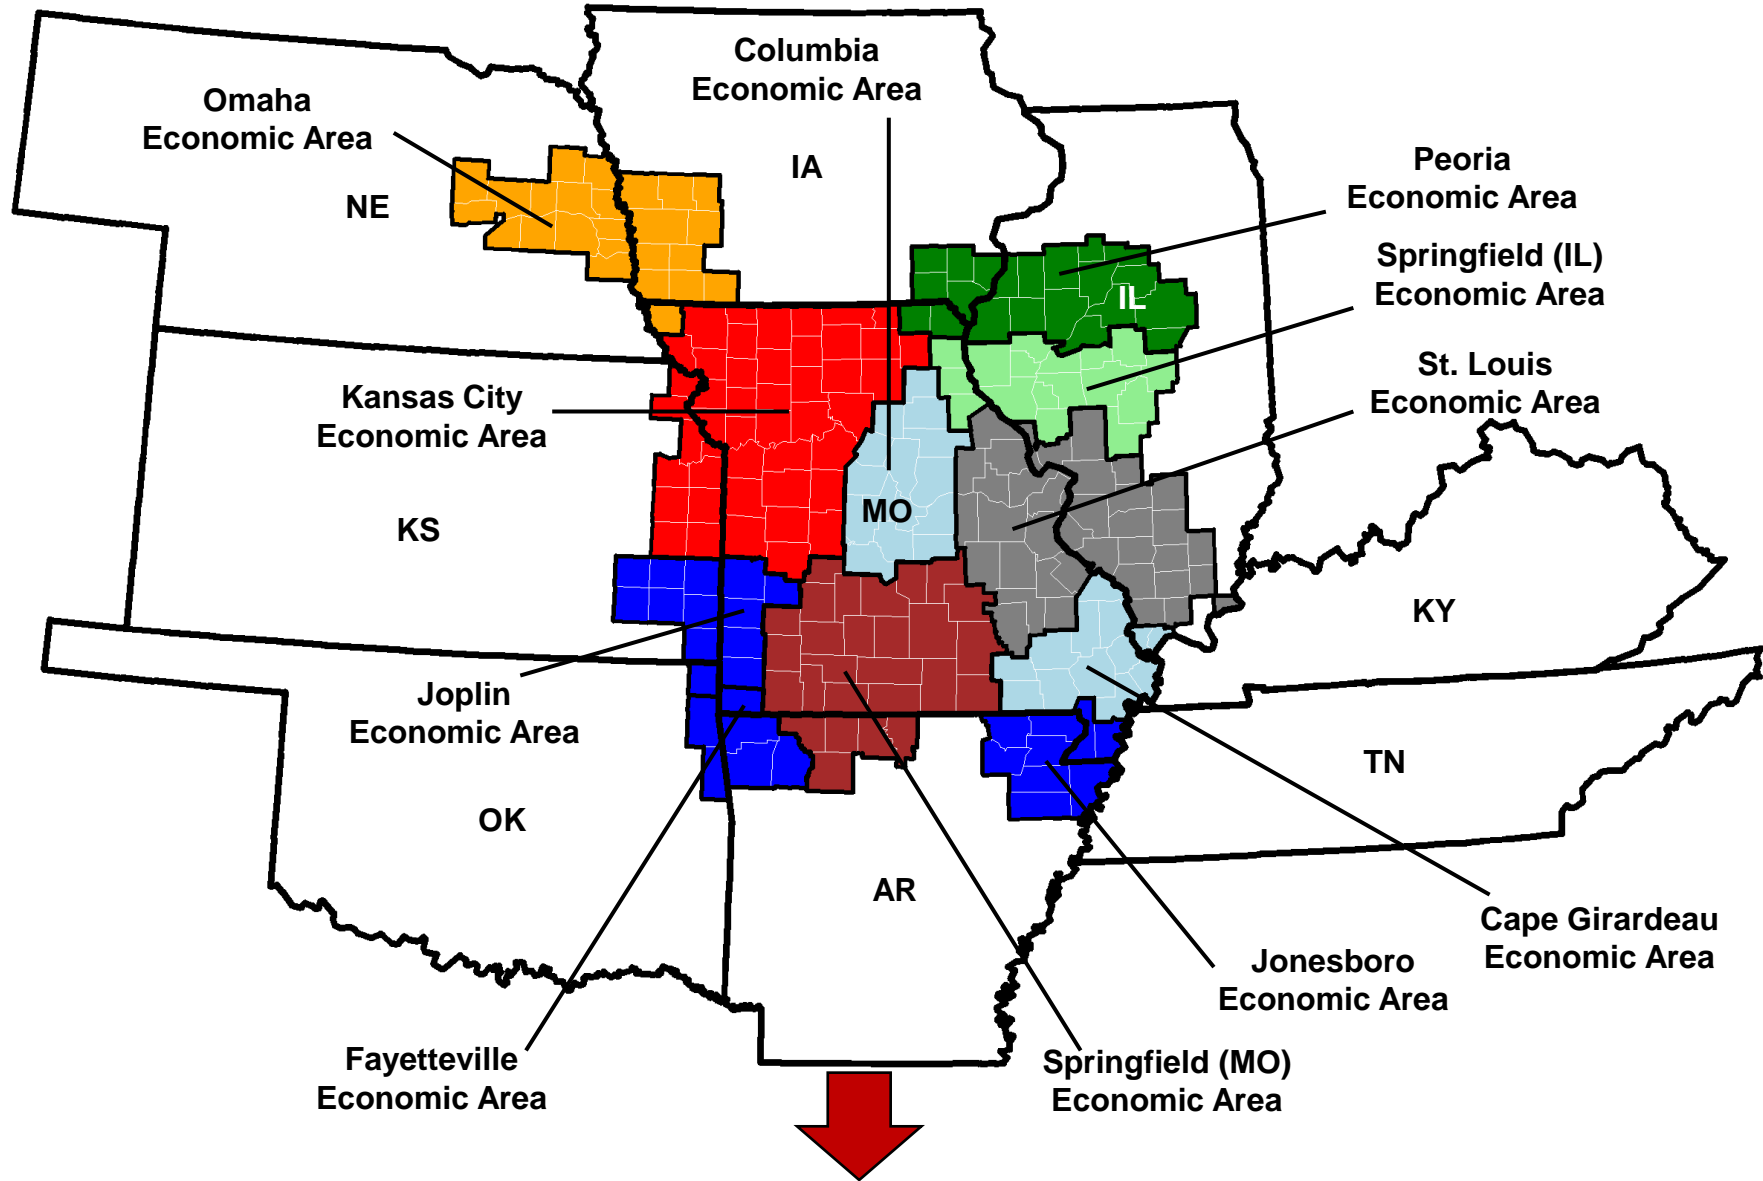 Columbia
Economic Area
Omaha
Economic Area
IA
NE
Peoria
Economic Area
Springfield (IL)
Economic Area
IL
St. Louis
Economic Area
Kansas City
Economic Area
MO
KS
KY
Joplin
Economic Area
TN
OK
AR
Cape Girardeau
Economic Area
Jonesboro
Economic Area
Fayetteville
Economic Area
Springfield (MO)
Economic Area